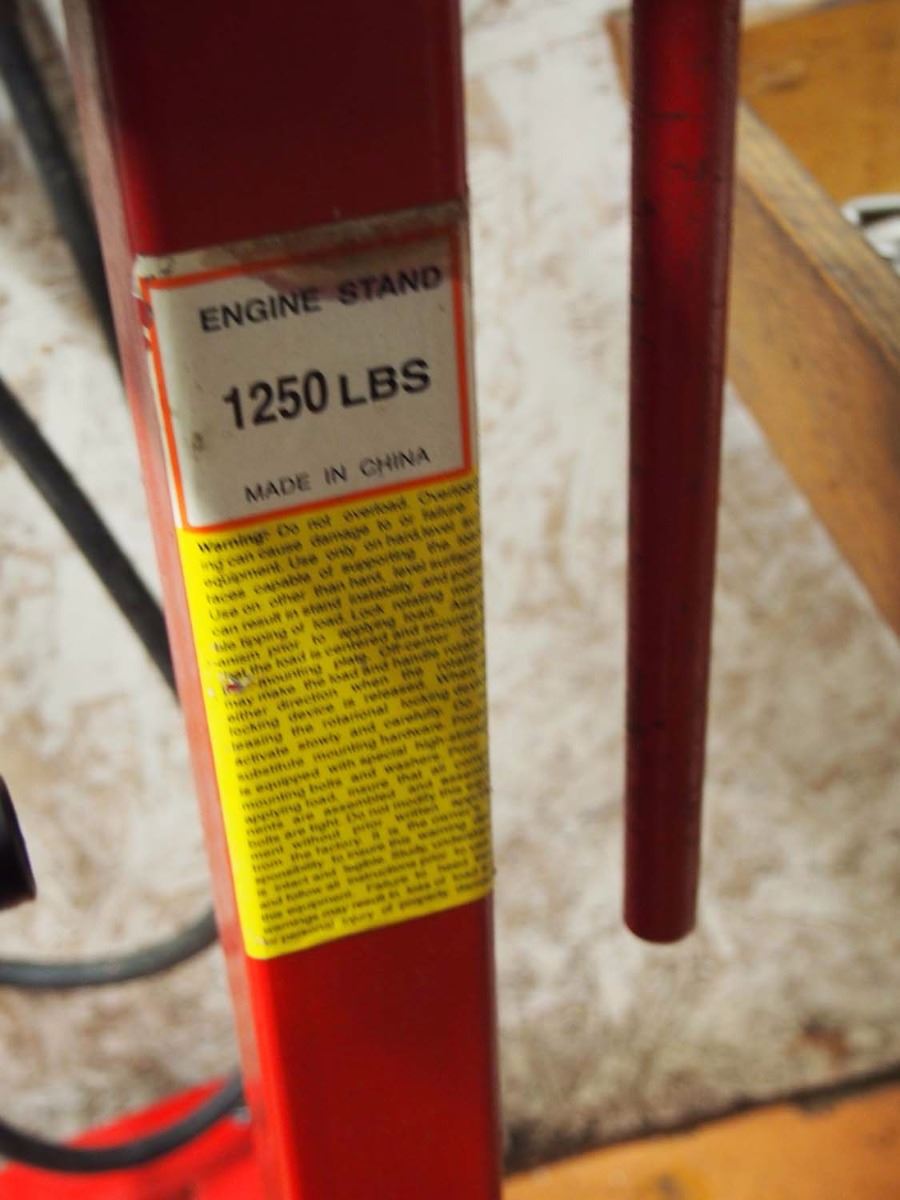 ENGINE STAND
1250 LBS
MADE IN CHINA
Warning: Do not overload. Overload-
ing can cause damage to or failure
equipment. Use only on hard level
faces capable of supporting the
Use on other than hard, level
can result in stand instability and
ble tipping of load. Lock rotating
prior to applying load.
the load is centered and
mounting plate. Off-center
may make the load and handle
either direction when the
locking device is released. When
leasing the rotational locking
activate slowly and carefully. Do
substitute mounting hardware.
is equipped with special high
mounting bolts and washers. Prior
applying load, insure that
nents are assembled and
bolts are tight. Do not modify this
without prior written
from the factory. It is the
sponsibility to insure the warning
is intact and legible.
and follow all instructions prior
this equipment. Failure to heed
warnings may result in loss of load
personal injury or property